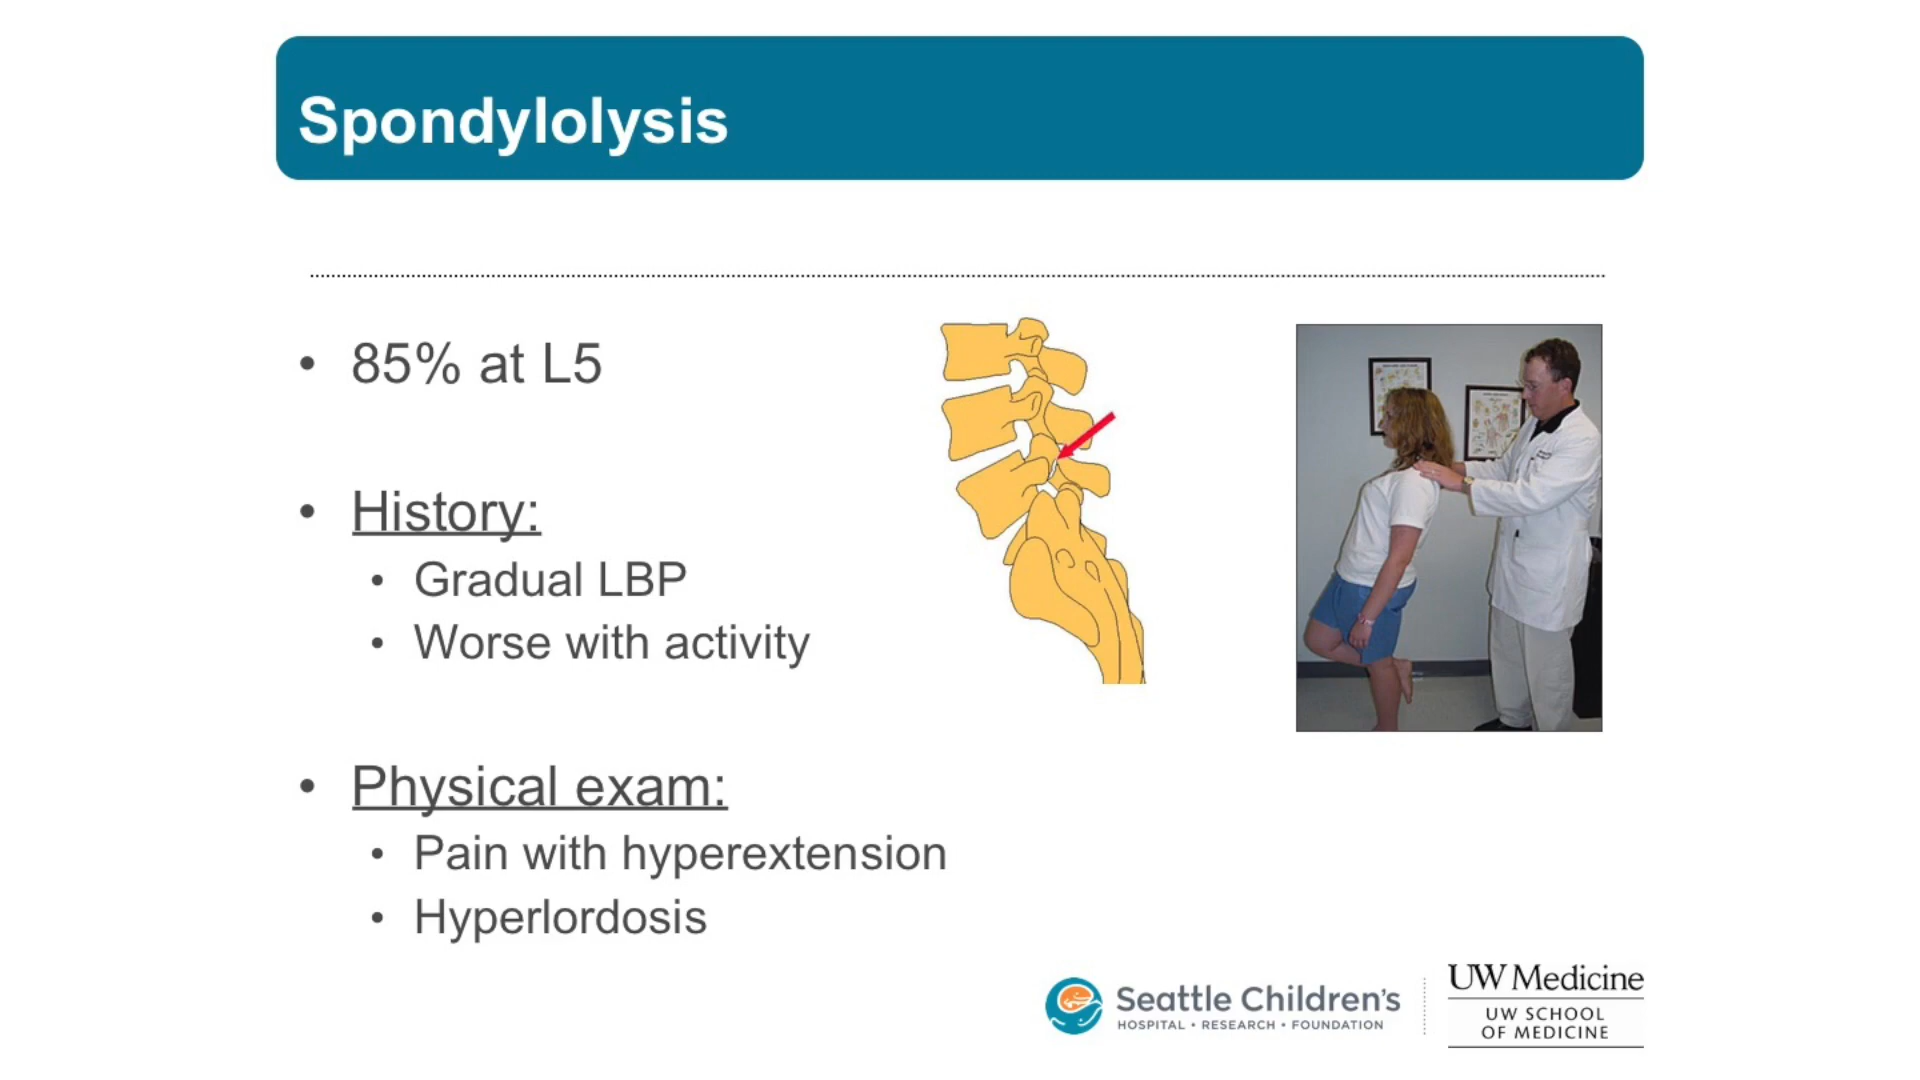 Spondylolysis
• 85% at L5
• History:
• Gradual LBP
• Worse with activity
• Physical exam:
• Pain with hyperextension
• Hyperlordosis
Seattle Children's
HOSPITAL • RESEARCH • FOUNDATION
UW Medicine
UW SCHOOL
OF MEDICINE